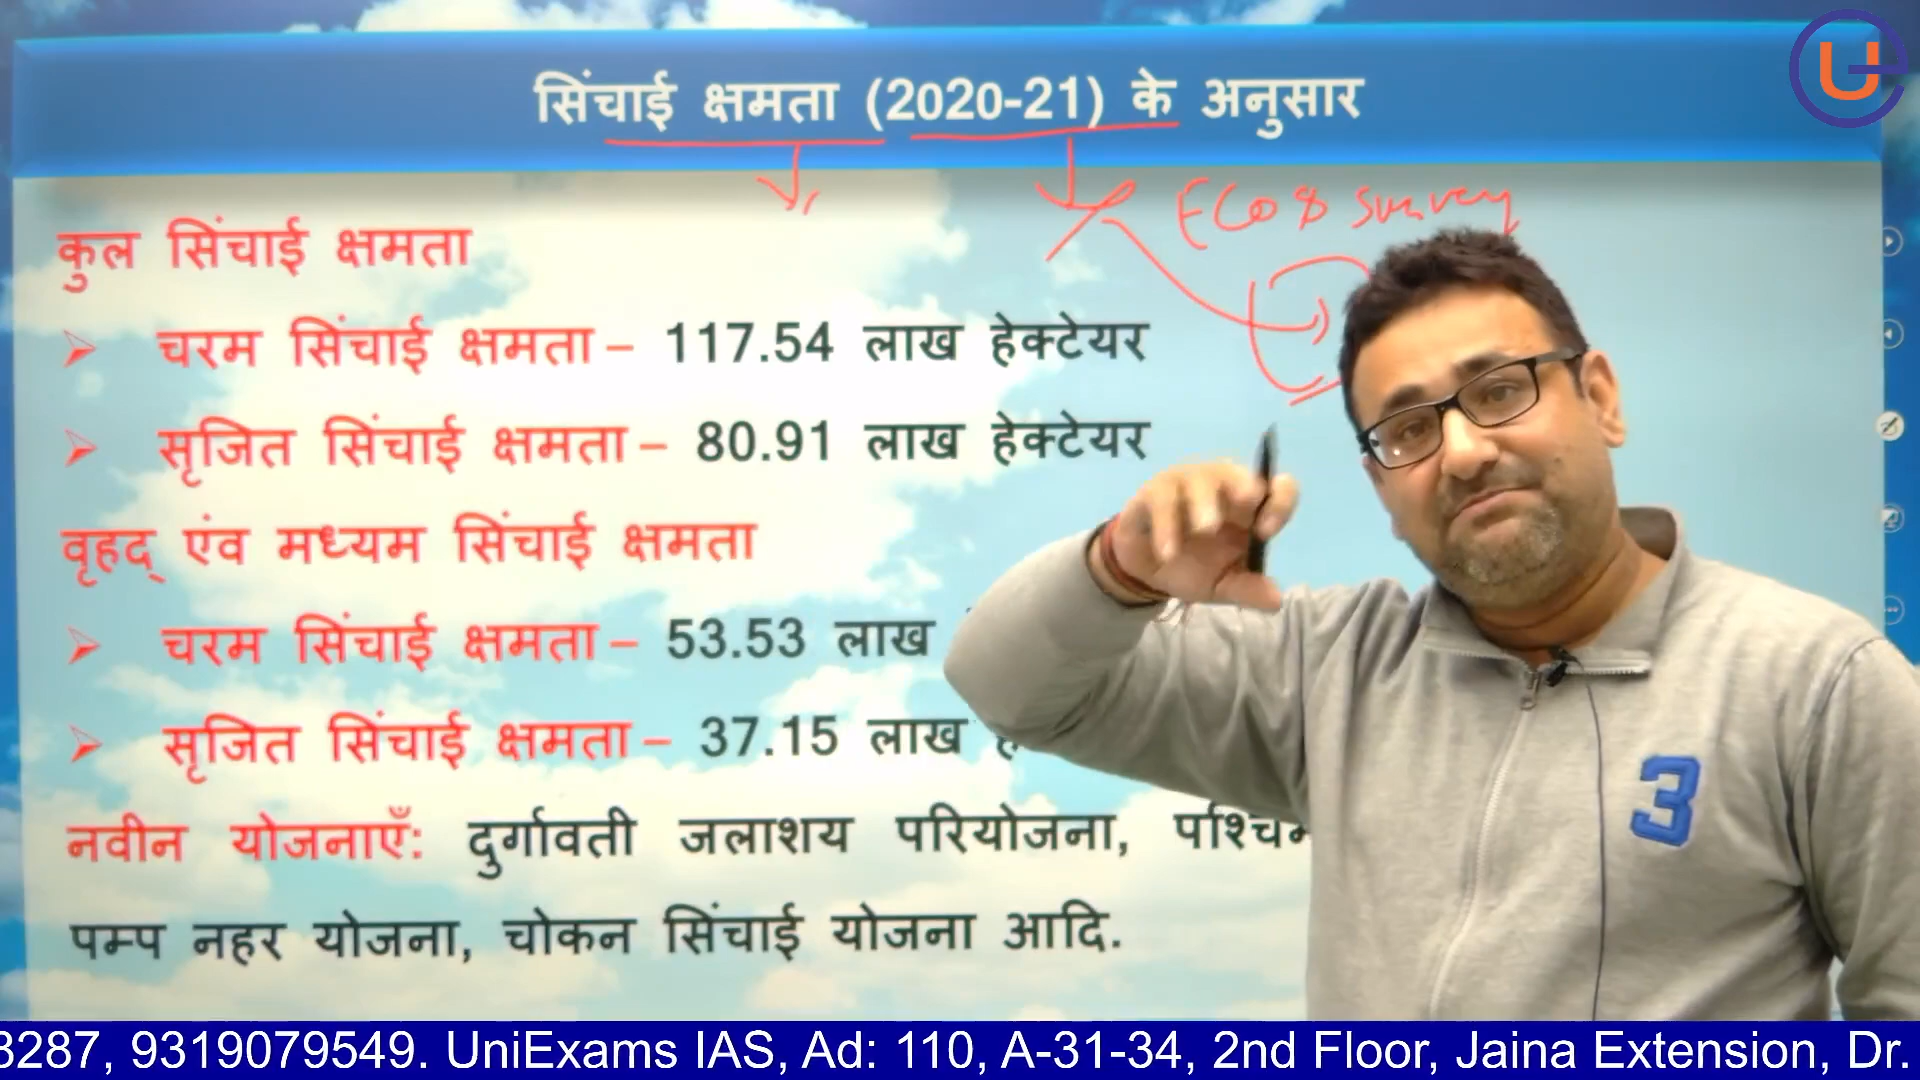 सिंचाई क्षमता (2020-21) के अनुसार
Eco Survey
कुल सिंचाई क्षमता
➢ चरम सिंचाई क्षमता – 117.54 लाख हेक्टेयर
➢ सृजित सिंचाई क्षमता – 80.91 लाख हेक्टेयर
वृहद् एंव मध्यम सिंचाई क्षमता
➢ चरम सिंचाई क्षमता – 53.53 लाख
➢ सृजित सिंचाई क्षमता – 37.15 लाख
नवीन योजनाएँ: दुर्गावती जलाशय परियोजना,
पम्प नहर योजना, चोकन सिंचाई योजना आदि.
3
3287, 9319079549. UniExams IAS, Ad: 110, A-31-34, 2nd Floor, Jaina Extension, Dr.